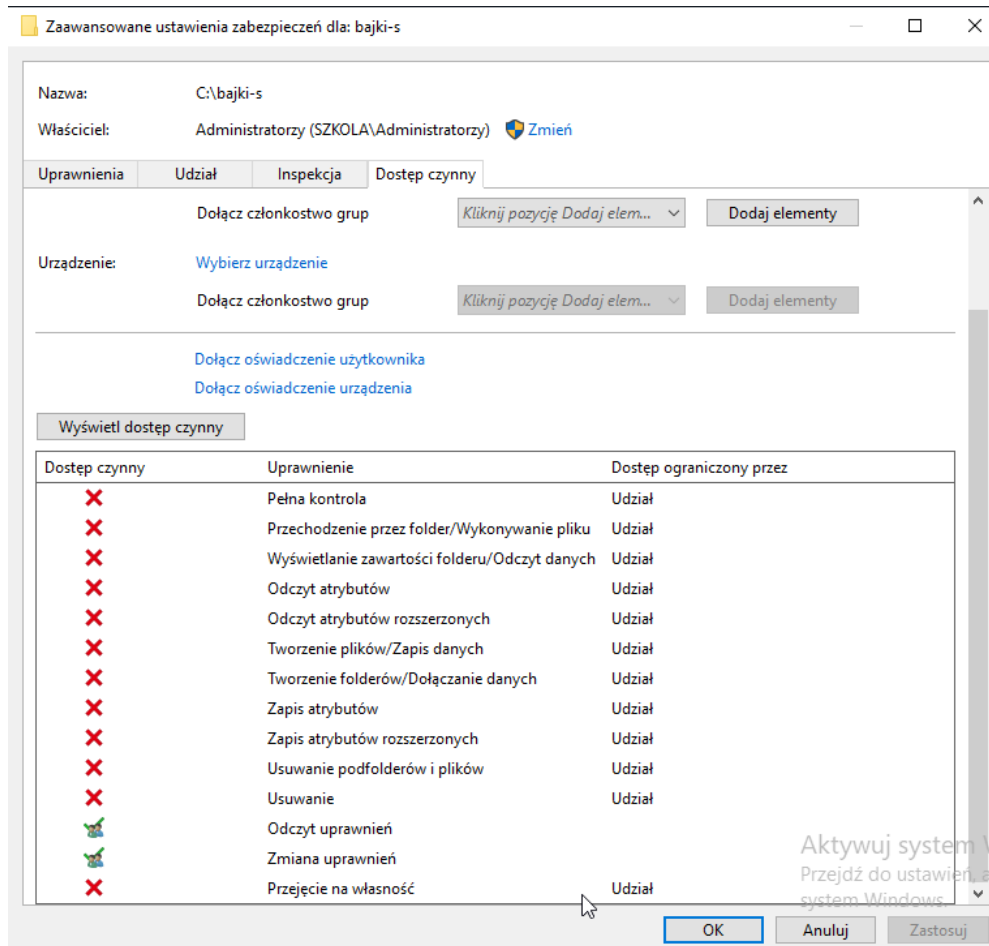 Zaawansowane ustawienia zabezpieczeń dla: bajki-s
Nazwa: C:\bajki-s
Właściciel: Administratorzy (SZKOLA\Administratorzy) Zmień
Uprawnienia Udział Inspekcja Dostęp czynny
Dołącz członkostwo grup Kliknij pozycję Dodaj elem... Dodaj elementy
Urządzenie: Wybierz urządzenie
Dołącz członkostwo grup Kliknij pozycję Dodaj elem... Dodaj elementy
Dołącz oświadczenie użytkownika
Dołącz oświadczenie urządzenia
Wyświetl dostęp czynny
Dostęp czynny Uprawnienie Dostęp ograniczony przez
Pełna kontrola Udział
Przechodzenie przez folder/Wykonywanie pliku Udział
Wyświetlanie zawartości folderu/Odczyt danych Udział
Odczyt atrybutów Udział
Odczyt atrybutów rozszerzonych Udział
Tworzenie plików/Zapis danych Udział
Tworzenie folderów/Dołączanie danych Udział
Zapis atrybutów Udział
Zapis atrybutów rozszerzonych Udział
Usuwanie podfolderów i plików Udział
Usuwanie Udział
Odczyt uprawnień
Zmiana uprawnień
Przejęcie na własność Udział
Aktywuj system
Przejdź do ustawień, a
system Windows.
OK Anuluj Zastosuj